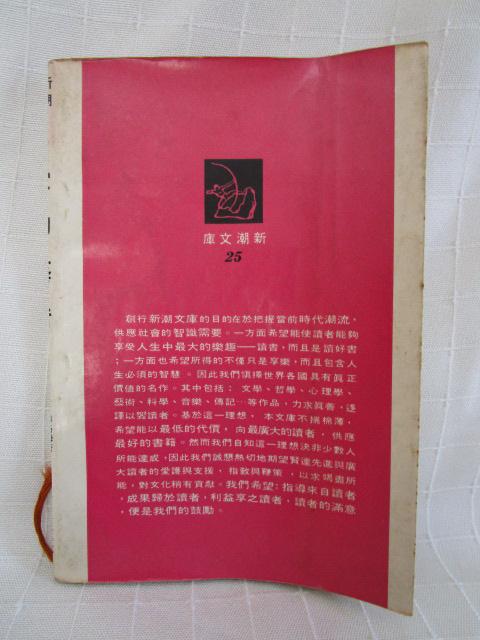 新潮文庫
25
創行新潮文庫的目的在於把握當前時代潮流，
供應社會的智識需要。一方面希望能使讀者能夠
享受人生中最大的樂趣——讀書，而且是讀好書
；一方面也希望所得的不僅只是享樂，而且包含人
生必須的智慧。因此我們慎擇世界各國具有眞正
價值的名作。其中包括：文學、哲學、心理學、
藝術、科學、音樂、傳記…等作品，力求眞善，迻
譯以饗讀者。基於這一理想，本文庫不揣棉薄，
希望能以最低的代價，向最廣大的讀者，供應
最好的書籍。然而我們自知這一理想決非少數人
所能達成，因此我們誠懇熱切地期望賢達先進與廣
大讀者的愛護與支援，指敎與鞭策，以求竭盡所
能，對文化稍有貢獻。我們希望：指導來自讀者
，成果歸於讀者，利益享之讀者，讀者的滿意
，便是我們的鼓勵。